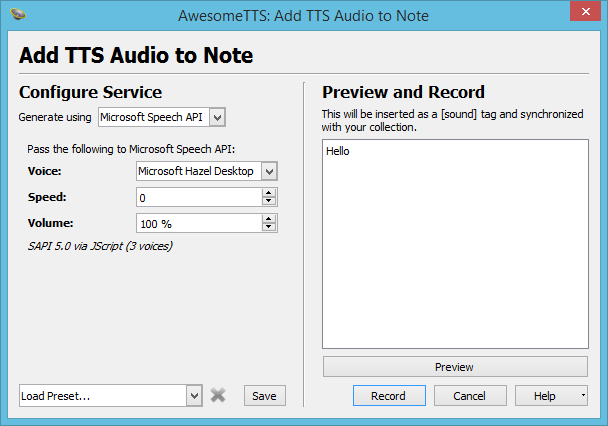 AwesomeTTS: Add TTS Audio to Note
Add TTS Audio to Note
Configure Service
Generate using Microsoft Speech API
Pass the following to Microsoft Speech API:
Voice: Microsoft Hazel Desktop
Speed: 0
Volume: 100 %
SAPI 5.0 via JScript (3 voices)
Load Preset...
Save
Preview and Record
This will be inserted as a [sound] tag and synchronized
with your collection.
Hello
Preview
Record
Cancel
Help